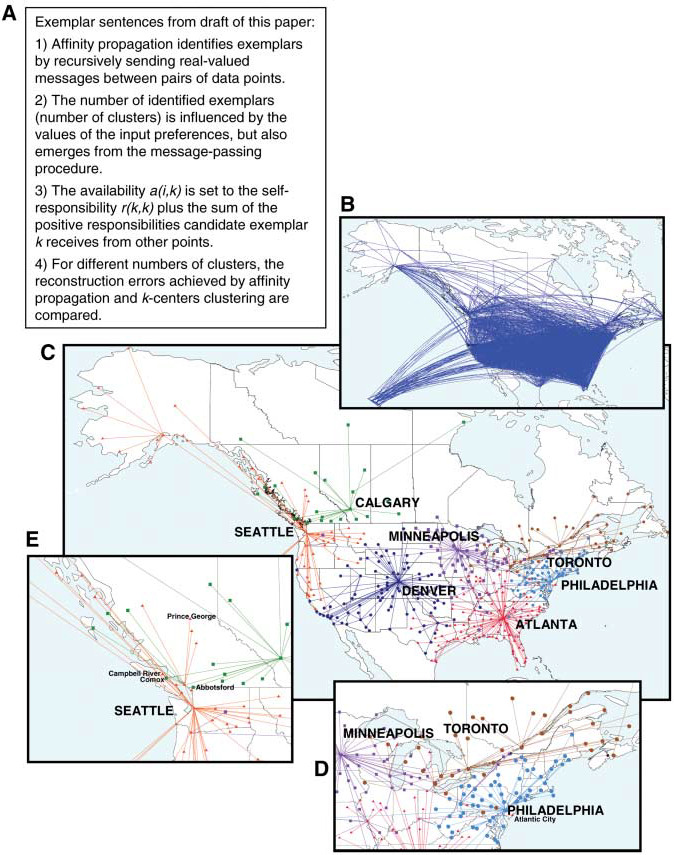 A
Exemplar sentences from draft of this paper:
1) Affinity propagation identifies exemplars
by recursively sending real-valued
messages between pairs of data points.
2) The number of identified exemplars
(number of clusters) is influenced by the
values of the input preferences, but also
emerges from the message-passing
procedure.
3) The availability a(i,k) is set to the self-
responsibility r(k,k) plus the sum of the
positive responsibilities candidate exemplar
k receives from other points.
4) For different numbers of clusters, the
reconstruction errors achieved by affinity
propagation and k-centers clustering are
compared.
B
C
CALGARY
SEATTLE
MINNEAPOLIS
TORONTO
PHILADELPHIA
DENVER
ATLANTA
E
Prince George
Campbell River
Comox
Abbotsford
SEATTLE
D
MINNEAPOLIS
TORONTO
PHILADELPHIA
Atlantic City